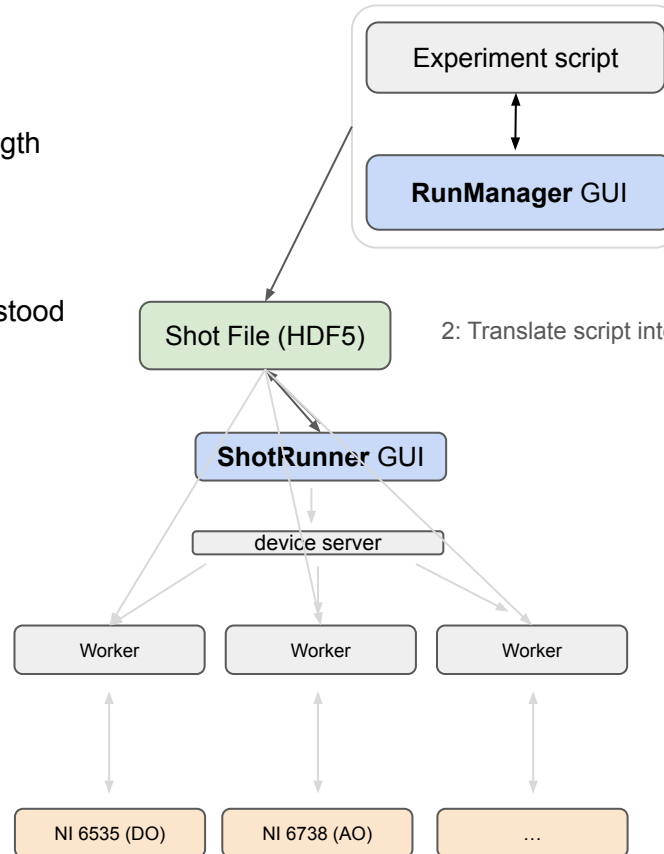 Experiment script
gth
RunManager GUI
stood
Shot File (HDF5)
2: Translate script
ShotRunner GUI
device server
Worker
Worker
Worker
NI 6535 (DO)
NI 6738 (AO)
...